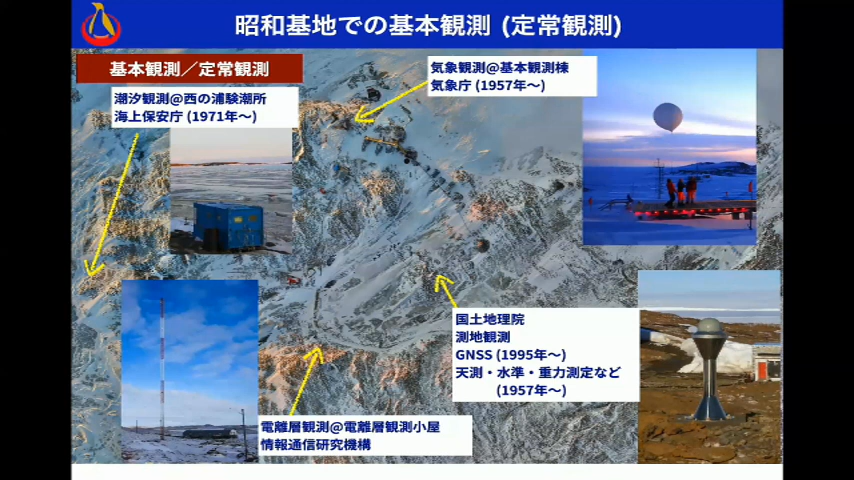 昭和基地での基本観測 (定常観測)
基本観測／定常観測
気象観測@基本観測棟
気象庁 (1957年～)
潮汐観測@西の浦験潮所
海上保安庁 (1971年～)
国土地理院
測地観測
GNSS (1995年～)
天測・水準・重力測定など
(1957年～)
電離層観測@電離層観測小屋
情報通信研究機構